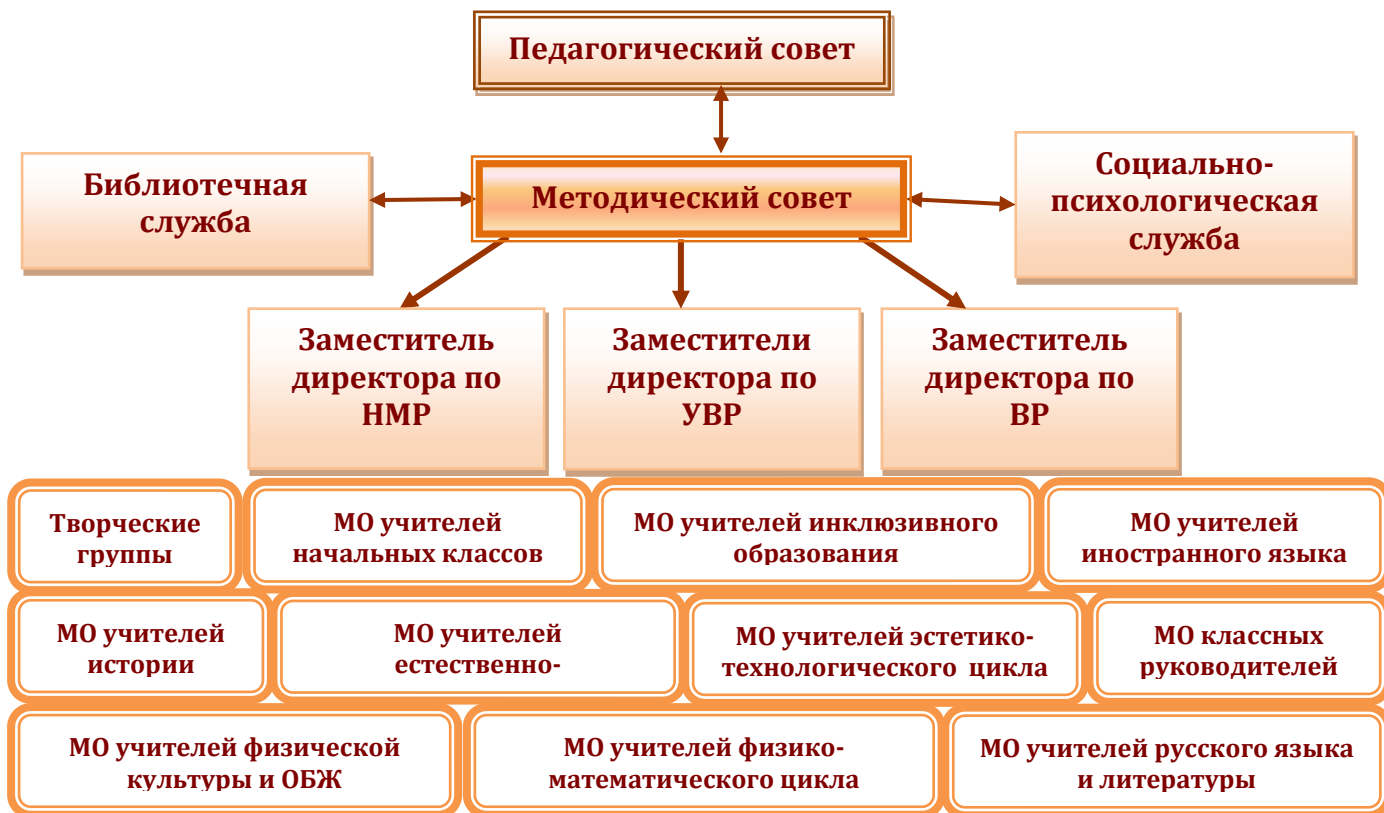 Педагогический совет
Библиотечная
служба
Методический совет
Социально-
психологическая
служба
Заместитель
директора по
НМР
Заместители
директора по
УВР
Заместитель
директора по
ВР
Творческие
группы
МО учителей
начальных классов
МО учителей инклюзивного
образования
МО учителей
иностранного языка
МО учителей
истории
МО учителей
естественно-
МО учителей эстетико-
технологического цикла
МО классных
руководителей
МО учителей физической
культуры и ОБЖ
МО учителей физико-
математического цикла
МО учителей русского языка
и литературы